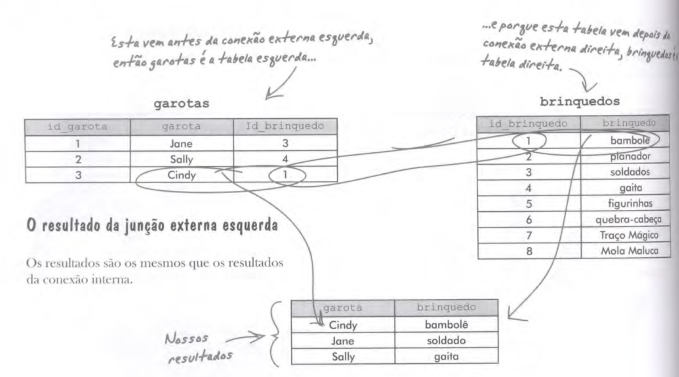 Esta vem antes da conexão externa esquerda,
então garotas é a tabela esquerda...
...e porque esta tabela vem depois da
conexão externa direita, brinquedos é
tabela direita.
garotas
id_garota garota Id_brinquedo
1 Jane 3
2 Sally 4
3 Cindy 1
brinquedos
id_brinquedo brinquedo
1 bambolê
2 planador
3 soldados
4 gaita
5 figurinhas
6 quebra-cabeça
7 Traço Mágico
8 Mola Maluca
O resultado da junção externa esquerda
Os resultados são os mesmos que os resultados
da conexão interna.
Nossos
resultados
garota brinquedo
Cindy bambolê
Jane soldado
Sally gaita